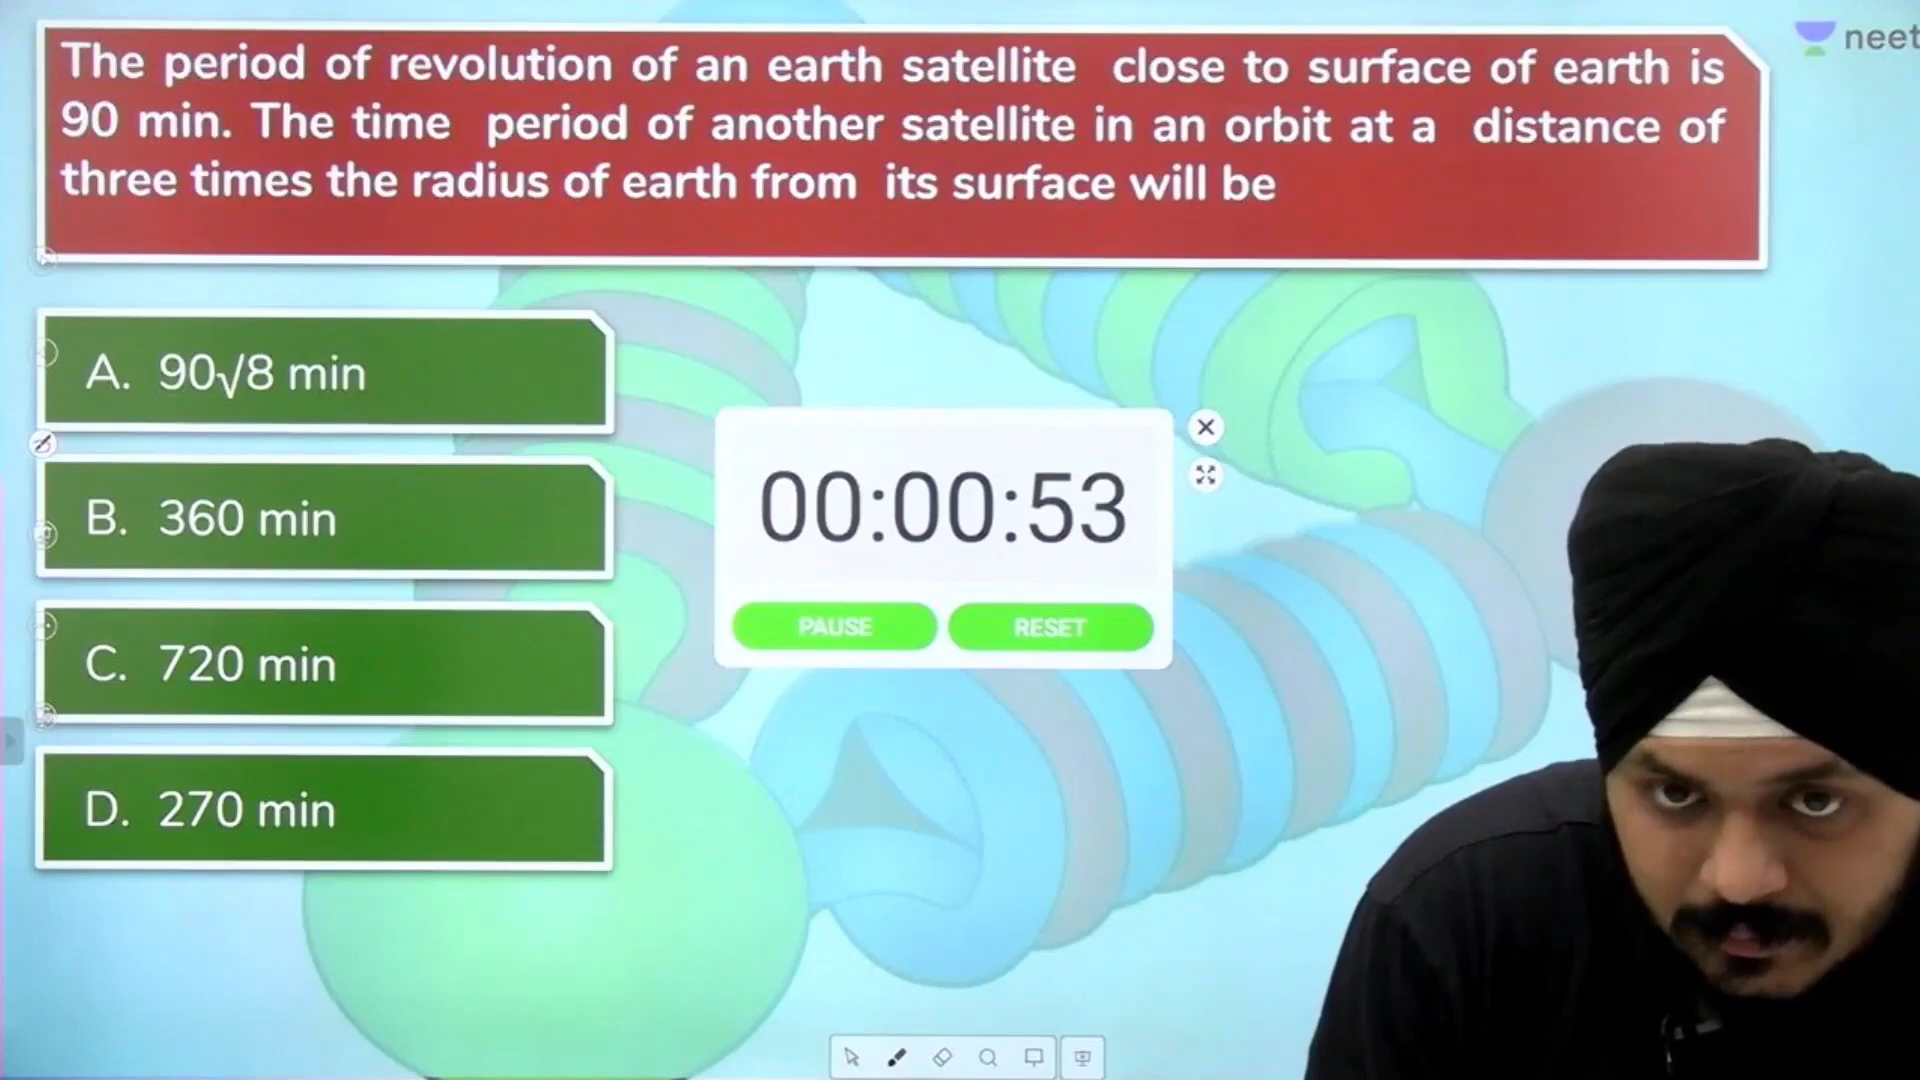 The period of revolution of an earth satellite close to surface of earth is
90 min. The time period of another satellite in an orbit at a distance of
three times the radius of earth from its surface will be
neet
A. 90√8 min
B. 360 min
C. 720 min
D. 270 min
00:00:53
PAUSE
RESET